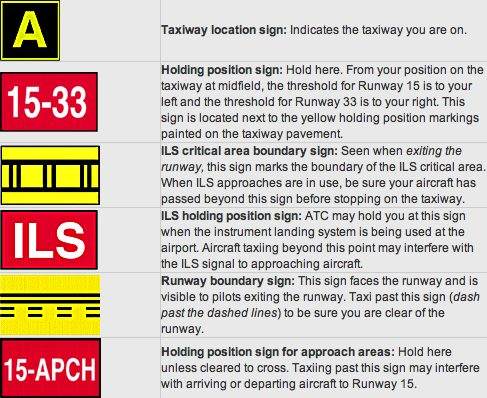 A
Taxiway location sign: Indicates the taxiway you are on.
15-33
Holding position sign: Hold here. From your position on the
taxiway at midfield, the threshold for Runway 15 is to your
left and the threshold for Runway 33 is to your right. This
sign is located next to the yellow holding position markings
painted on the taxiway pavement.
ILS critical area boundary sign: Seen when exiting the
runway, this sign marks the boundary of the ILS critical area.
When ILS approaches are in use, be sure your aircraft has
passed beyond this sign before stopping on the taxiway.
ILS
ILS holding position sign: ATC may hold you at this sign
when the instrument landing system is being used at the
airport. Aircraft taxiing beyond this point may interfere with
the ILS signal to approaching aircraft.
Runway boundary sign: This sign faces the runway and is
visible to pilots exiting the runway. Taxi past this sign (dash
past the dashed lines) to be sure you are clear of the
runway.
15-APCH
Holding position sign for approach areas: Hold here
unless cleared to cross. Taxiing past this sign may interfere
with arriving or departing aircraft to Runway 15.